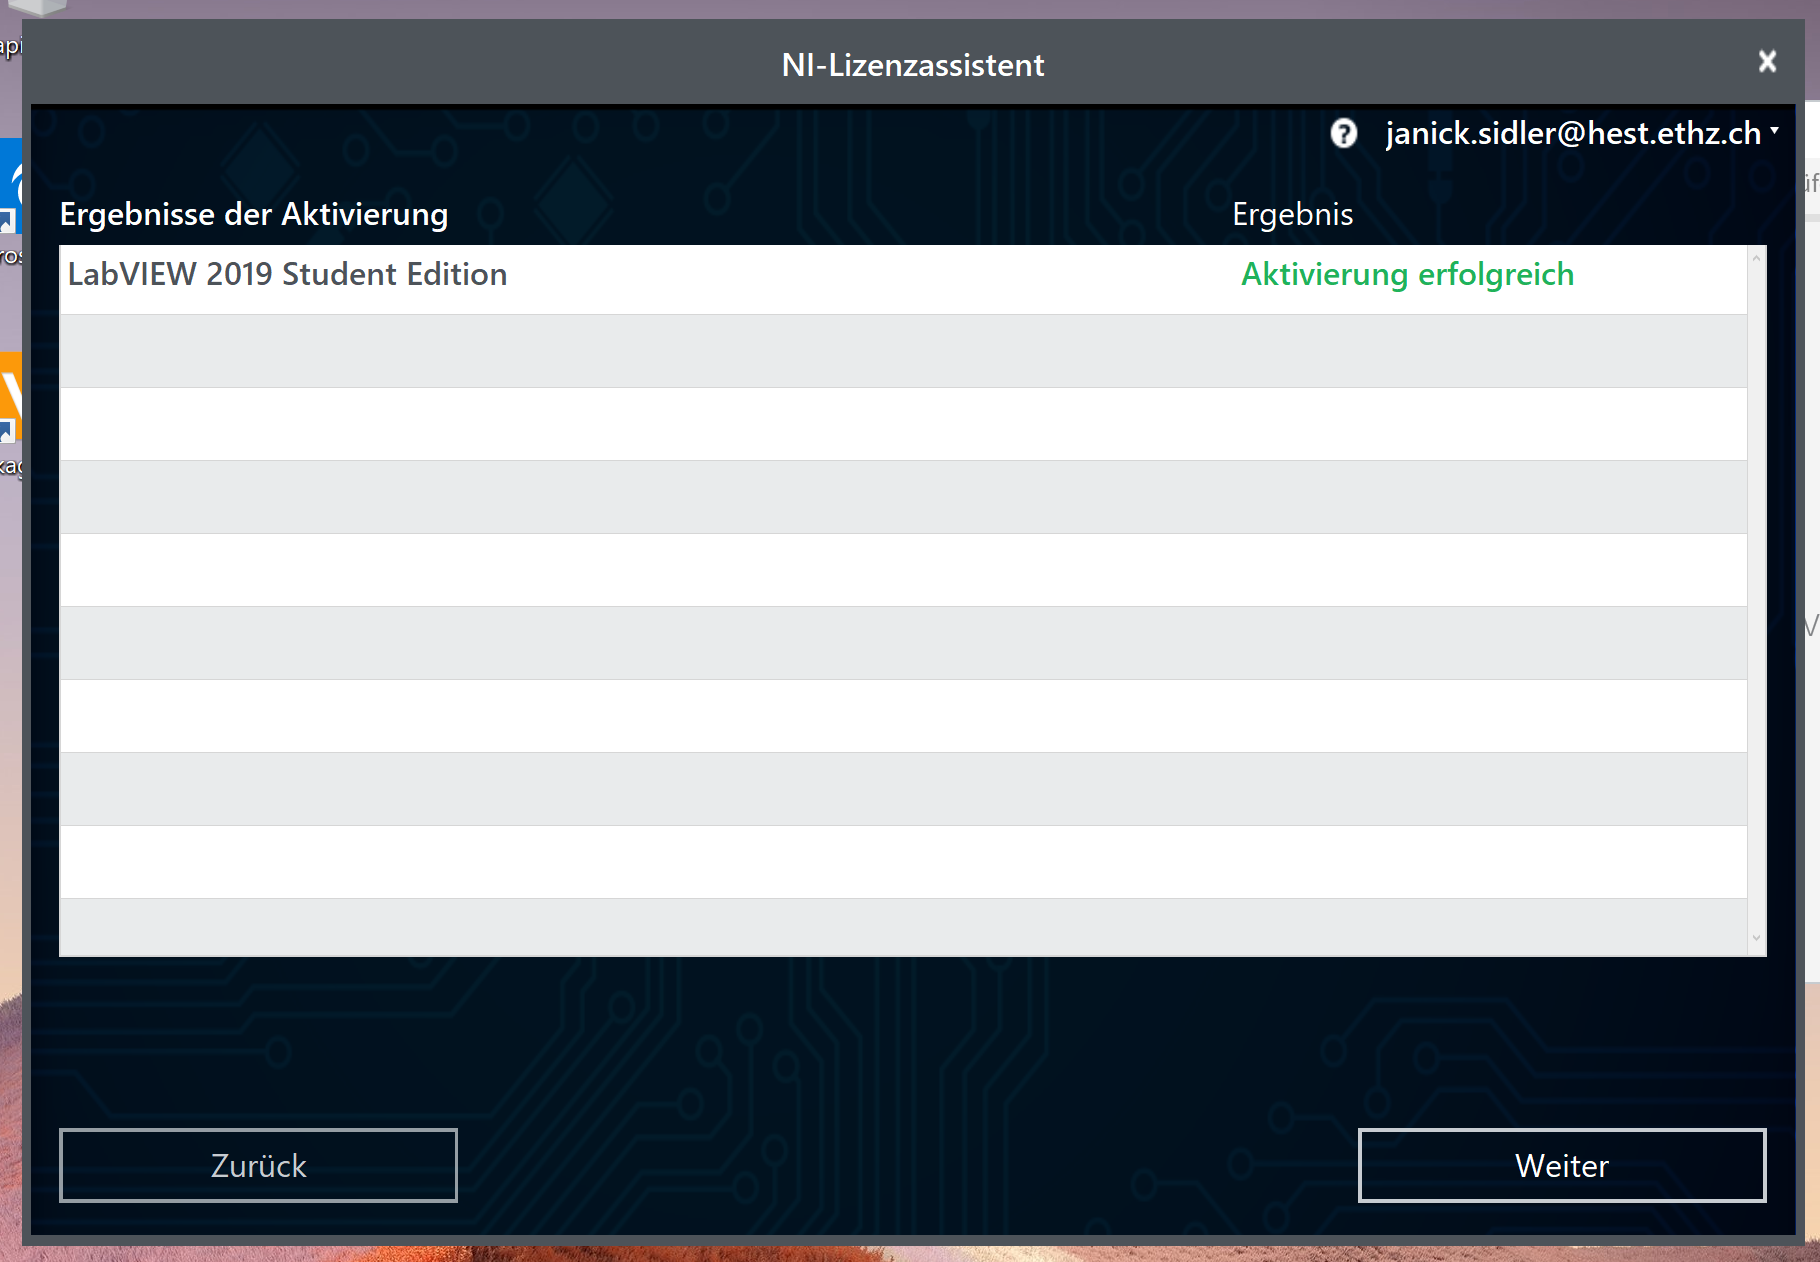 NI-Lizenzassistent
janick.sidler@hest.ethz.ch
Ergebnisse der Aktivierung
Ergebnis
LabVIEW 2019 Student Edition
Aktivierung erfolgreich
Zurück
Weiter